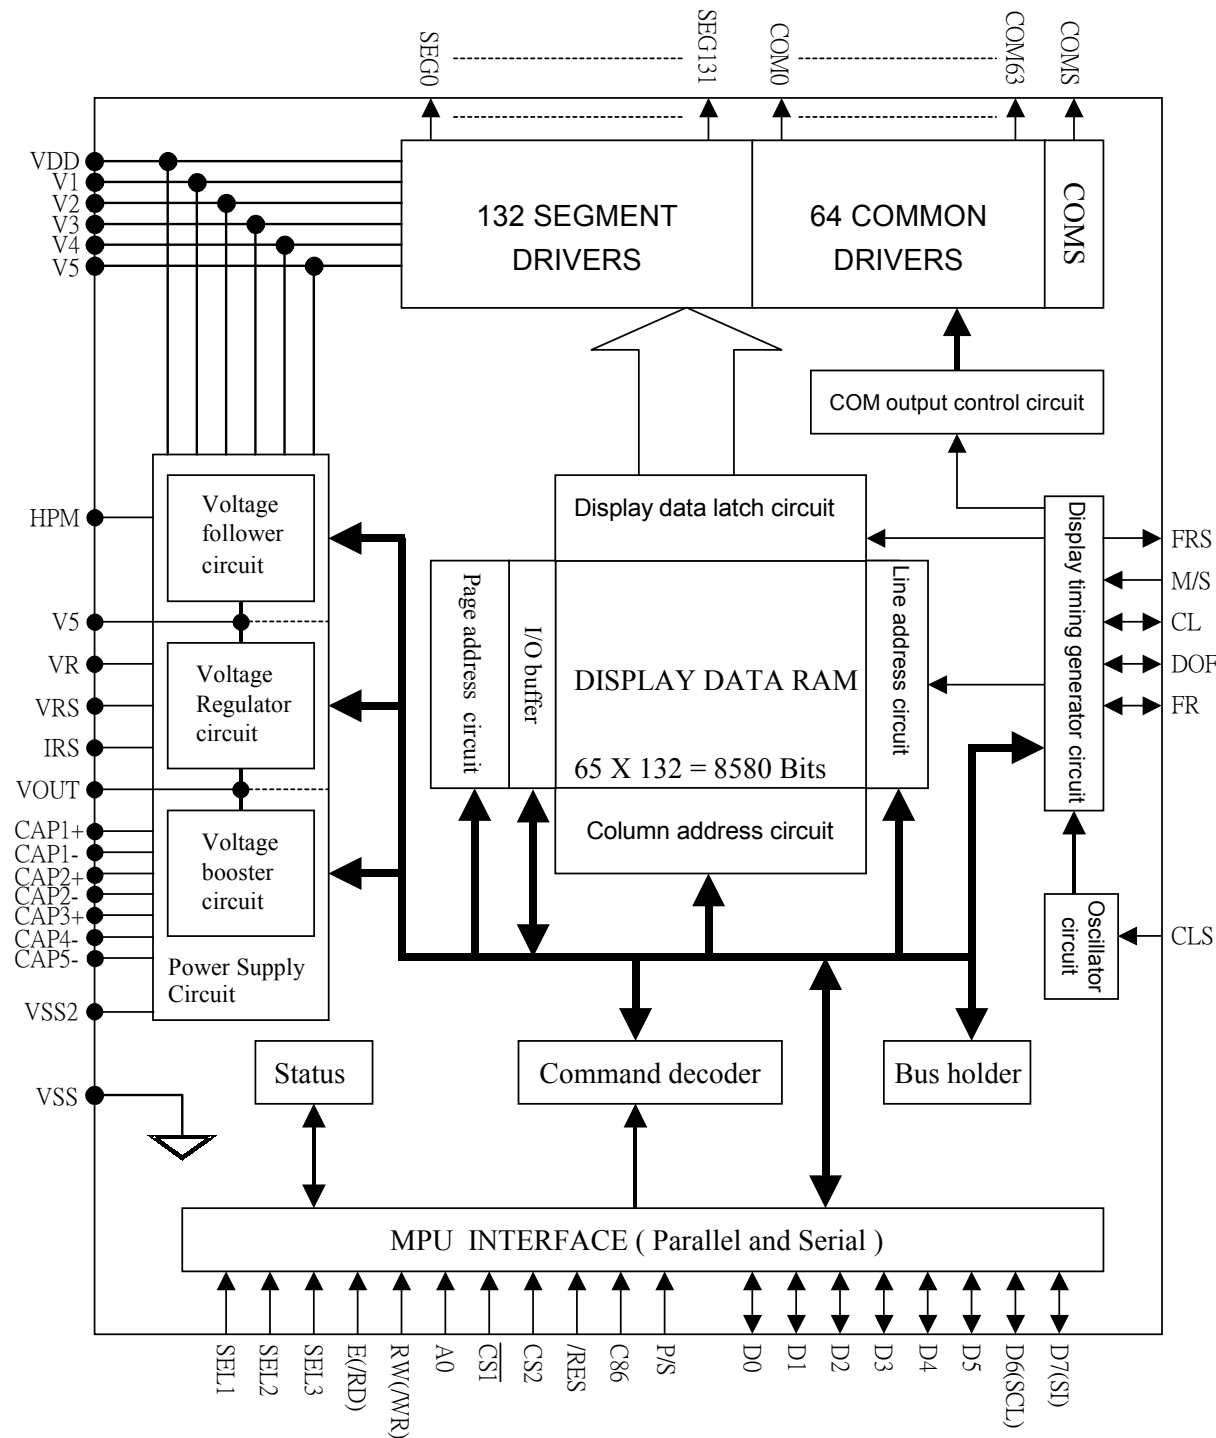 SEG0
SEG131
COM0
COM63
COMS
VDD
V1
V2
V3
V4
V5
132 SEGMENT
DRIVERS
64 COMMON
DRIVERS
COMS
COM output control circuit
HPM
V5
VR
VRS
IRS
VOUT
CAP1+
CAP1-
CAP2+
CAP2-
CAP3+
CAP4-
CAP5-
VSS2
VSS
Voltage
follower
circuit
Voltage
Regulator
circuit
Voltage
booster
circuit
Power Supply
Circuit
Display data latch circuit
Page address circuit
I/O buffer
DISPLAY DATA RAM
65 X 132 = 8580 Bits
Line address circuit
Column address circuit
Display timing generator circuit
FRS
M/S
CL
DOF
FR
Oscillator
circuit
CLS
Status
Command decoder
Bus holder
MPU INTERFACE ( Parallel and Serial )
SEL1
SEL2
SEL3
E(/RD)
RW(/WR)
A0
CS1
CS2
/RES
C86
P/S
D0
D1
D2
D3
D4
D5
D6(SCL)
D7(SI)